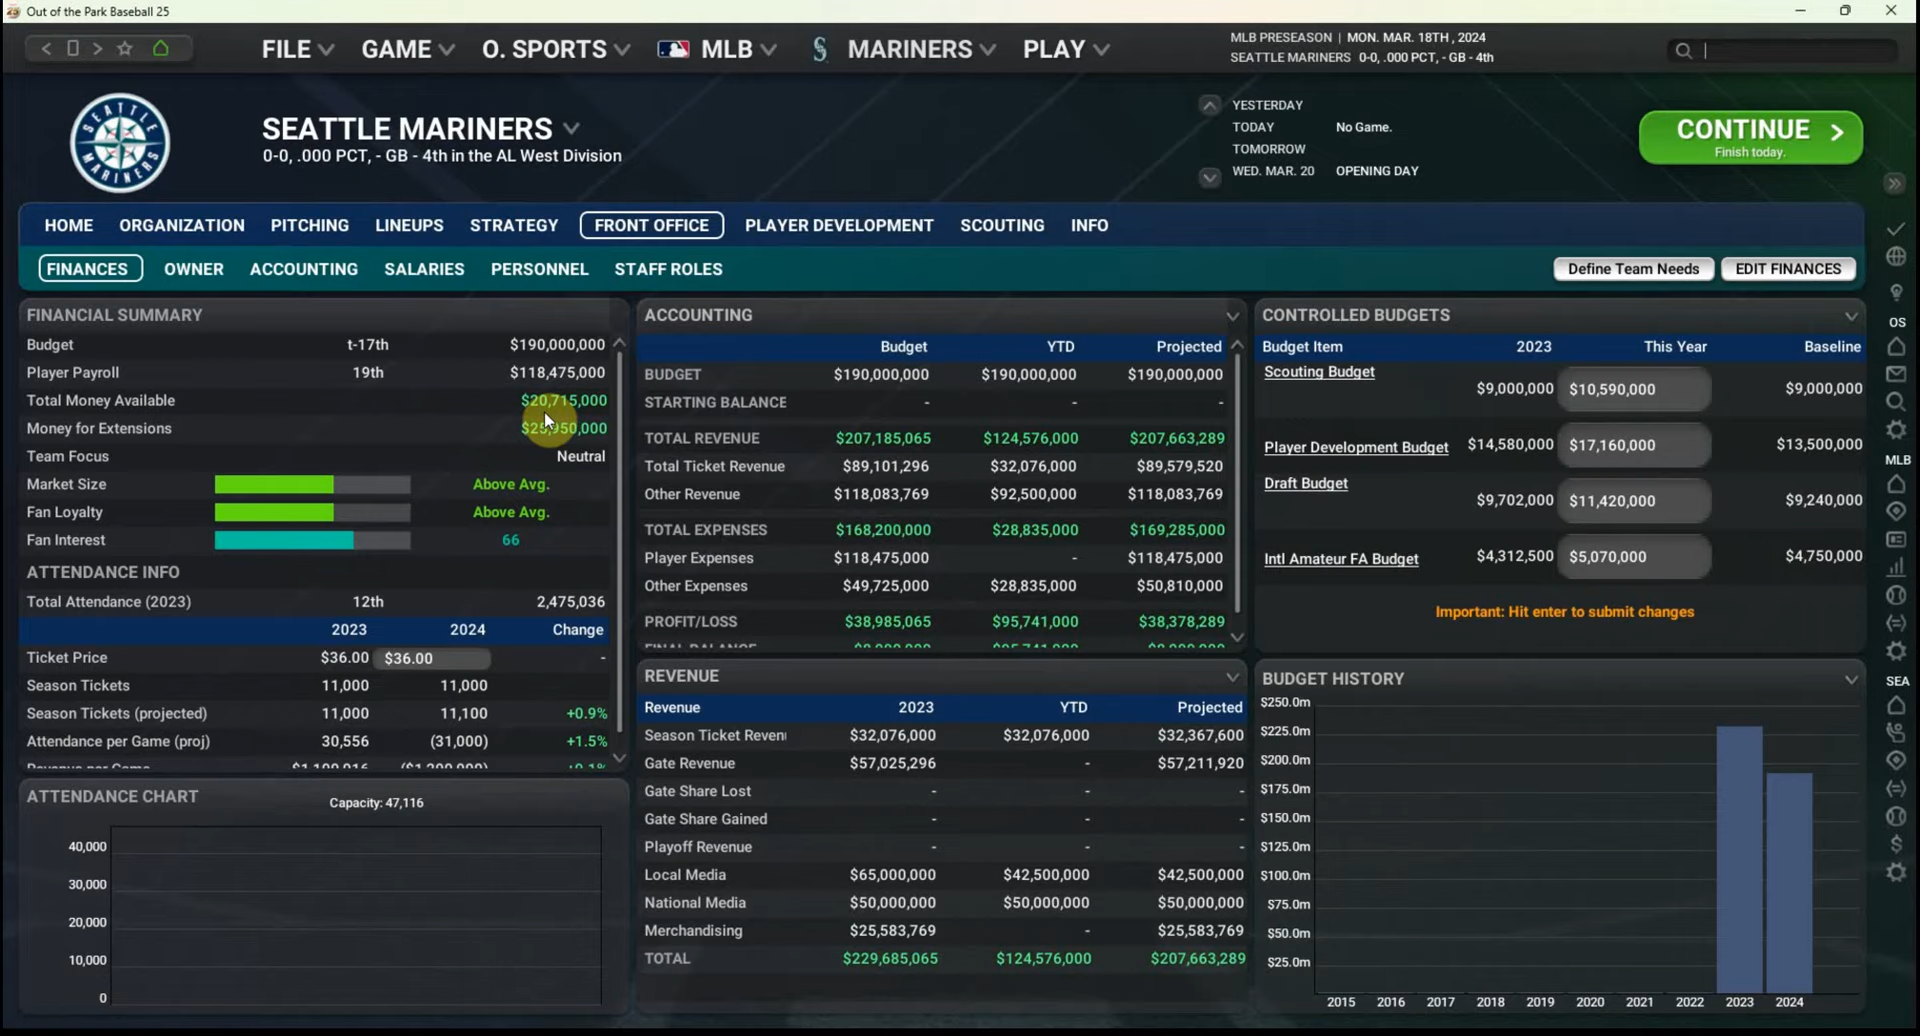 Out of the Park Baseball 25
FILE GAME O. SPORTS MLB MARINERS PLAY
MLB PRESEASON | MON. MAR. 18TH , 2024
SEATTLE MARINERS 0-0, .000 PCT, - GB - 4th
SEATTLE MARINERS
SEATTLE MARINERS
0-0, .000 PCT, - GB - 4th in the AL West Division
YESTERDAY
TODAY No Game.
TOMORROW
WED. MAR. 20 OPENING DAY
CONTINUE
Finish today.
HOME ORGANIZATION PITCHING LINEUPS STRATEGY FRONT OFFICE PLAYER DEVELOPMENT SCOUTING INFO
FINANCES OWNER ACCOUNTING SALARIES PERSONNEL STAFF ROLES Define Team Needs EDIT FINANCES
FINANCIAL SUMMARY
Budget t-17th $190,000,000
Player Payroll 19th $118,475,000
Total Money Available $20,715,000
Money for Extensions $25,950,000
Team Focus Neutral
Market Size Above Avg.
Fan Loyalty Above Avg.
Fan Interest 66
ATTENDANCE INFO
Total Attendance (2023) 12th 2,475,036
2023 2024 Change
Ticket Price $36.00 $36.00 -
Season Tickets 11,000 11,000
Season Tickets (projected) 11,000 11,100 +0.9%
Attendance per Game (proj) 30,556 (31,000) +1.5%
ATTENDANCE CHART
Capacity: 47,116
40,000
30,000
20,000
10,000
0
ACCOUNTING
Budget YTD Projected
BUDGET $190,000,000 $190,000,000 $190,000,000
STARTING BALANCE - - -
TOTAL REVENUE $207,185,065 $124,576,000 $207,663,289
Total Ticket Revenue $89,101,296 $32,076,000 $89,579,520
Other Revenue $118,083,769 $92,500,000 $118,083,769
TOTAL EXPENSES $168,200,000 $28,835,000 $169,285,000
Player Expenses $118,475,000 - $118,475,000
Other Expenses $49,725,000 $28,835,000 $50,810,000
PROFIT/LOSS $38,985,065 $95,741,000 $38,378,289
REVENUE
Revenue 2023 YTD Projected
Season Ticket Reven $32,076,000 $32,076,000 $32,367,600
Gate Revenue $57,025,296 - $57,211,920
Gate Share Lost - - -
Gate Share Gained - - -
Playoff Revenue - - -
Local Media $65,000,000 $42,500,000 $42,500,000
National Media $50,000,000 $50,000,000 $50,000,000
Merchandising $25,583,769 - $25,583,769
TOTAL $229,685,065 $124,576,000 $207,663,289
CONTROLLED BUDGETS
Budget Item 2023 This Year Baseline
Scouting Budget $9,000,000 $10,590,000 $9,000,000
Player Development Budget $14,580,000 $17,160,000 $13,500,000
Draft Budget $9,702,000 $11,420,000 $9,240,000
Intl Amateur FA Budget $4,312,500 $5,070,000 $4,750,000
Important: Hit enter to submit changes
BUDGET HISTORY
$250.0m
$225.0m
$200.0m
$175.0m
$150.0m
$125.0m
$100.0m
$75.0m
$50.0m
$25.0m
2015 2016 2017 2018 2019 2020 2021 2022 2023 2024
OS
MLB
SEA